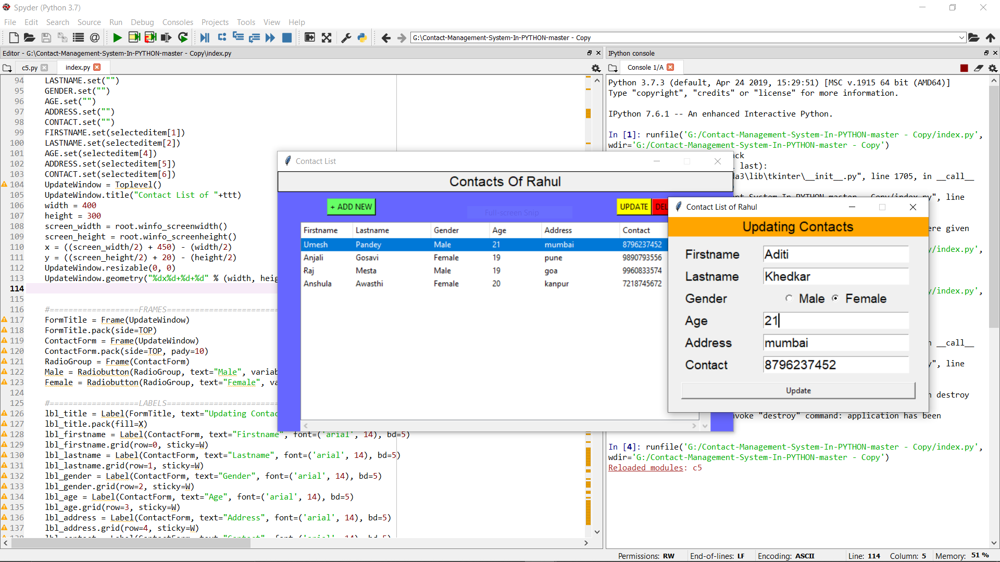 Spyder (Python 3.7)
File Edit Search Source Run Debug Consoles Projects Tools View Help
G:\Contact-Management-System-In-PYTHON-master - Copy
Editor - G:\Contact-Management-System-In-PYTHON-master - Copy\index.py
c5.py
index.py
94 LASTNAME.set("")
95 GENDER.set("")
96 AGE.set("")
97 ADDRESS.set("")
98 CONTACT.set("")
99 FIRSTNAME.set(selecteditem[1])
100 LASTNAME.set(selecteditem[2])
101 AGE.set(selecteditem[4])
102 ADDRESS.set(selecteditem[5])
103 CONTACT.set(selecteditem[6])
104 UpdateWindow = Toplevel()
105 UpdateWindow.title("Contact List of "+ttt)
106 width = 400
107 height = 300
108 screen_width = root.winfo_screenwidth()
109 screen_height = root.winfo_screenheight()
110 x = ((screen_width/2) + 450) - (width/2)
111 y = ((screen_height/2) + 20) - (height/2)
112 UpdateWindow.resizable(0, 0)
113 UpdateWindow.geometry("%dx%d+%d+%d" % (width, heig
114
115
116 #===================FRAMES========================
117 FormTitle = Frame(UpdateWindow)
118 FormTitle.pack(side=TOP)
119 ContactForm = Frame(UpdateWindow)
120 ContactForm.pack(side=TOP, pady=10)
121 RadioGroup = Frame(ContactForm)
122 Male = Radiobutton(RadioGroup, text="Male", variab
123 Female = Radiobutton(RadioGroup, text="Female", va
124
125 #===================LABELS========================
126 lbl_title = Label(FormTitle, text="Updating Contac
127 lbl_title.pack(fill=X)
128 lbl_firstname = Label(ContactForm, text="Firstname", font=('arial', 14), bd=5)
129 lbl_firstname.grid(row=0, sticky=W)
130 lbl_lastname = Label(ContactForm, text="Lastname", font=('arial', 14), bd=5)
131 lbl_lastname.grid(row=1, sticky=W)
132 lbl_gender = Label(ContactForm, text="Gender", font=('arial', 14), bd=5)
133 lbl_gender.grid(row=2, sticky=W)
134 lbl_age = Label(ContactForm, text="Age", font=('arial', 14), bd=5)
135 lbl_age.grid(row=3, sticky=W)
136 lbl_address = Label(ContactForm, text="Address", font=('arial', 14), bd=5)
137 lbl_address.grid(row=4, sticky=W)
IPython console
Console 1/A
Python 3.7.3 (default, Apr 24 2019, 15:29:51) [MSC v.1915 64 bit (AMD64)]
Type "copyright", "credits" or "license" for more information.
IPython 7.6.1 -- An enhanced Interactive Python.
In [1]: runfile('G:/Contact-Management-System-In-PYTHON-master - Copy/index.py',
wdir='G:/Contact-Management-System-In-PYTHON-master - Copy')
ack
last):
da3\lib\tkinter\__init__.py", line 1705, in __call__
line
ere given
y/index.py',
y/index.py',
n __call__
y", line
n destroy
nvoke "destroy" command: application has been
In [4]: runfile('G:/Contact-Management-System-In-PYTHON-master - Copy/index.py',
wdir='G:/Contact-Management-System-In-PYTHON-master - Copy')
Reloaded modules: c5
Contact List
Contacts Of Rahul
+ ADD NEW
Full-screen Snip
UPDATE
DEL
Firstname Lastname Gender Age Address Contact
Umesh Pandey Male 21 mumbai 8796237452
Anjali Gosavi Female 19 pune 9890793556
Raj Mesta Male 19 goa 9960833574
Anshula Awasthi Female 20 kanpur 7218745672
Contact List of Rahul
Updating Contacts
Firstname Aditi
Lastname Khedkar
Gender Male Female
Age 21
Address mumbai
Contact 8796237452
Update
Permissions: RW End-of-lines: LF Encoding: ASCII Line: 114 Column: 5 Memory: 51 %